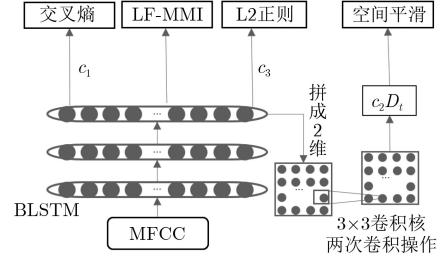 交叉熵
LF-MMI
L2正则
空间平滑
c1
c3
c2Dt
拼成2维
...
...
...
...
...
BLSTM
MFCC
3×3卷积核
两次卷积操作